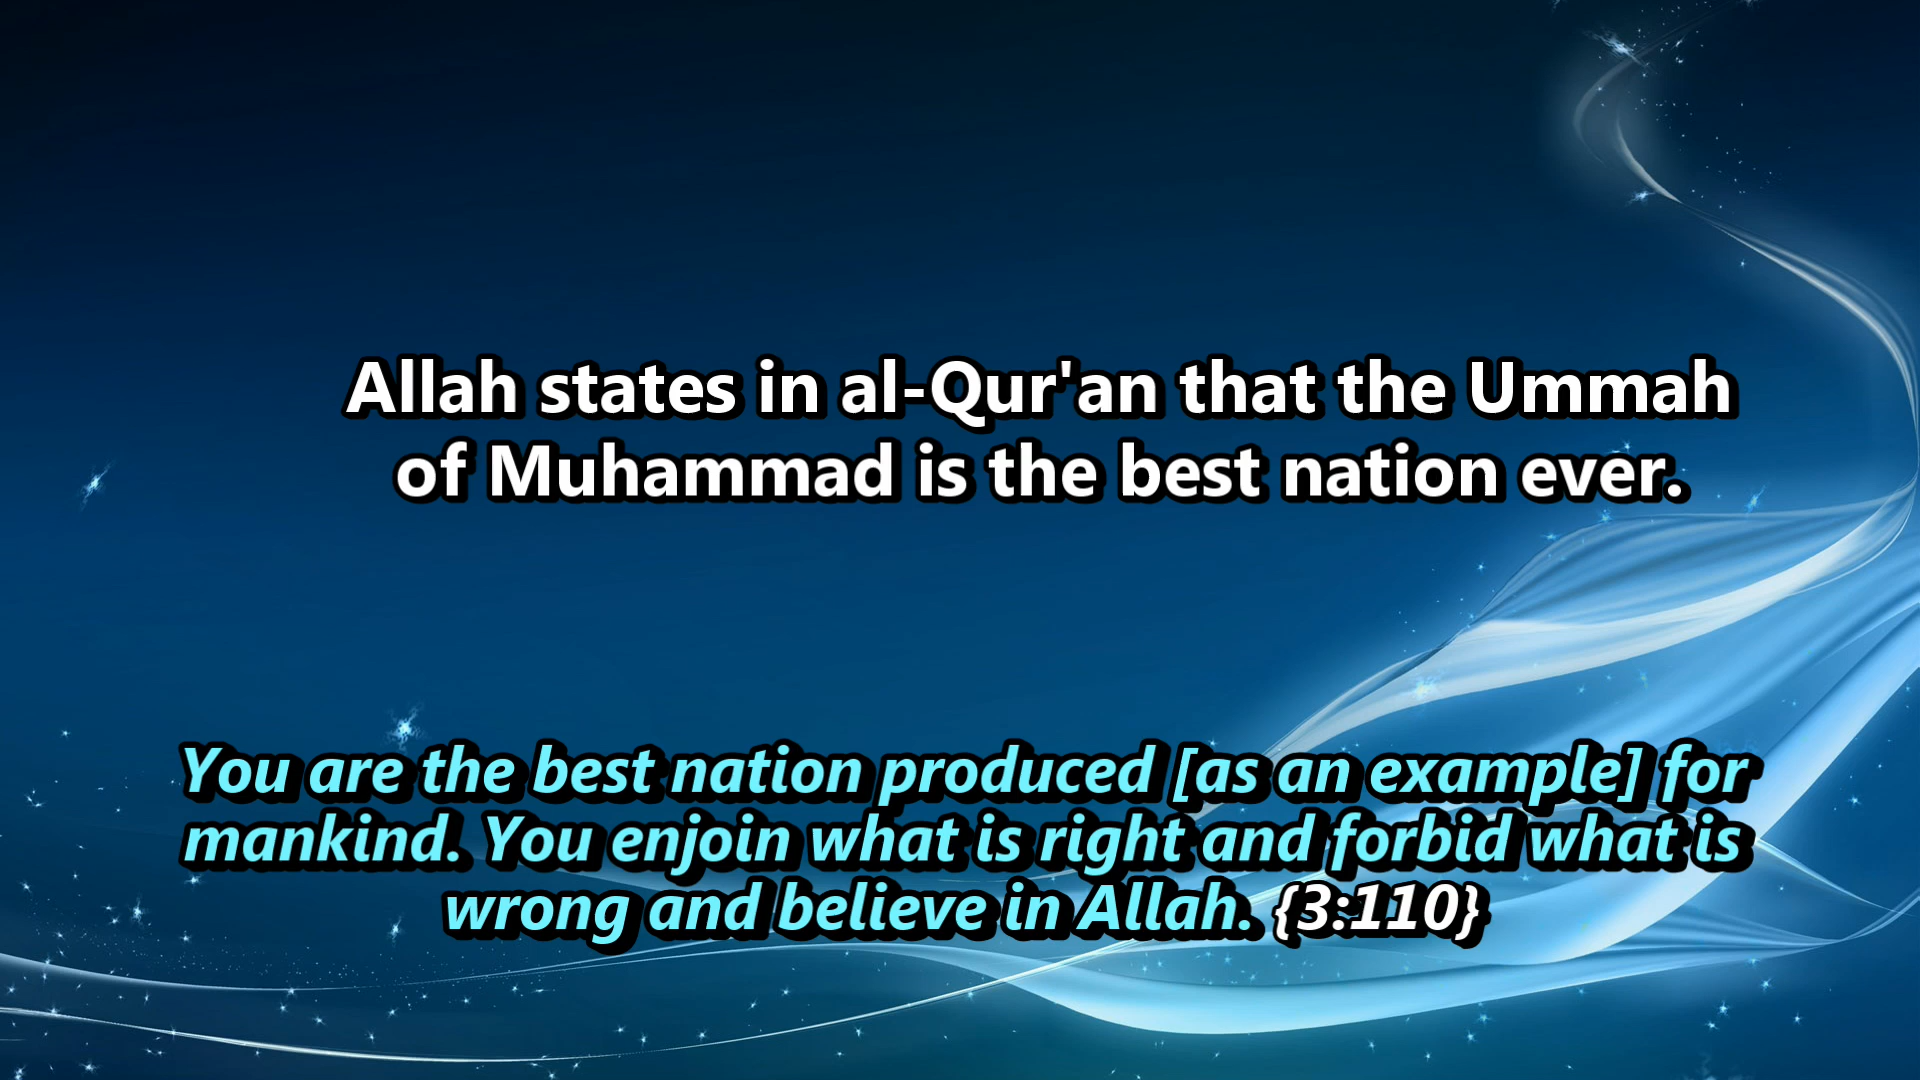 Allah states in al-Qur'an that the Ummah
of Muhammad is the best nation ever.
You are the best nation produced [as an example] for
mankind. You enjoin what is right and forbid what is
wrong and believe in Allah. {3:110}